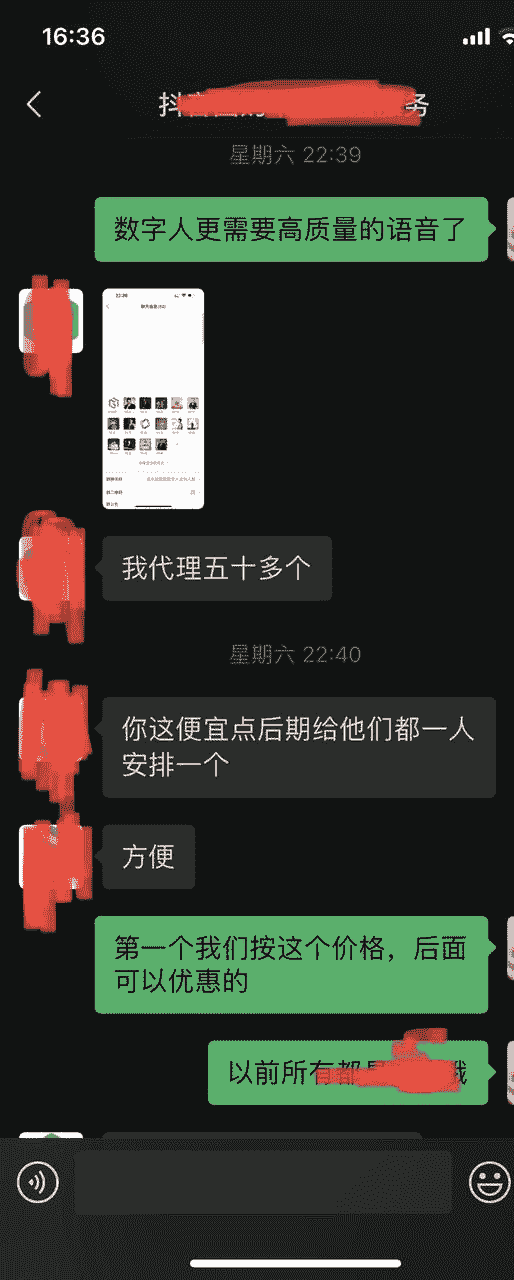 16:36
抖音
务
星期六 22:39
数字人更需要高质量的语音了
我代理五十多个
星期六 22:40
你这便宜点后期给他们都一人
安排一个
方便
第一个我们按这个价格，后面
可以优惠的
以前所有都